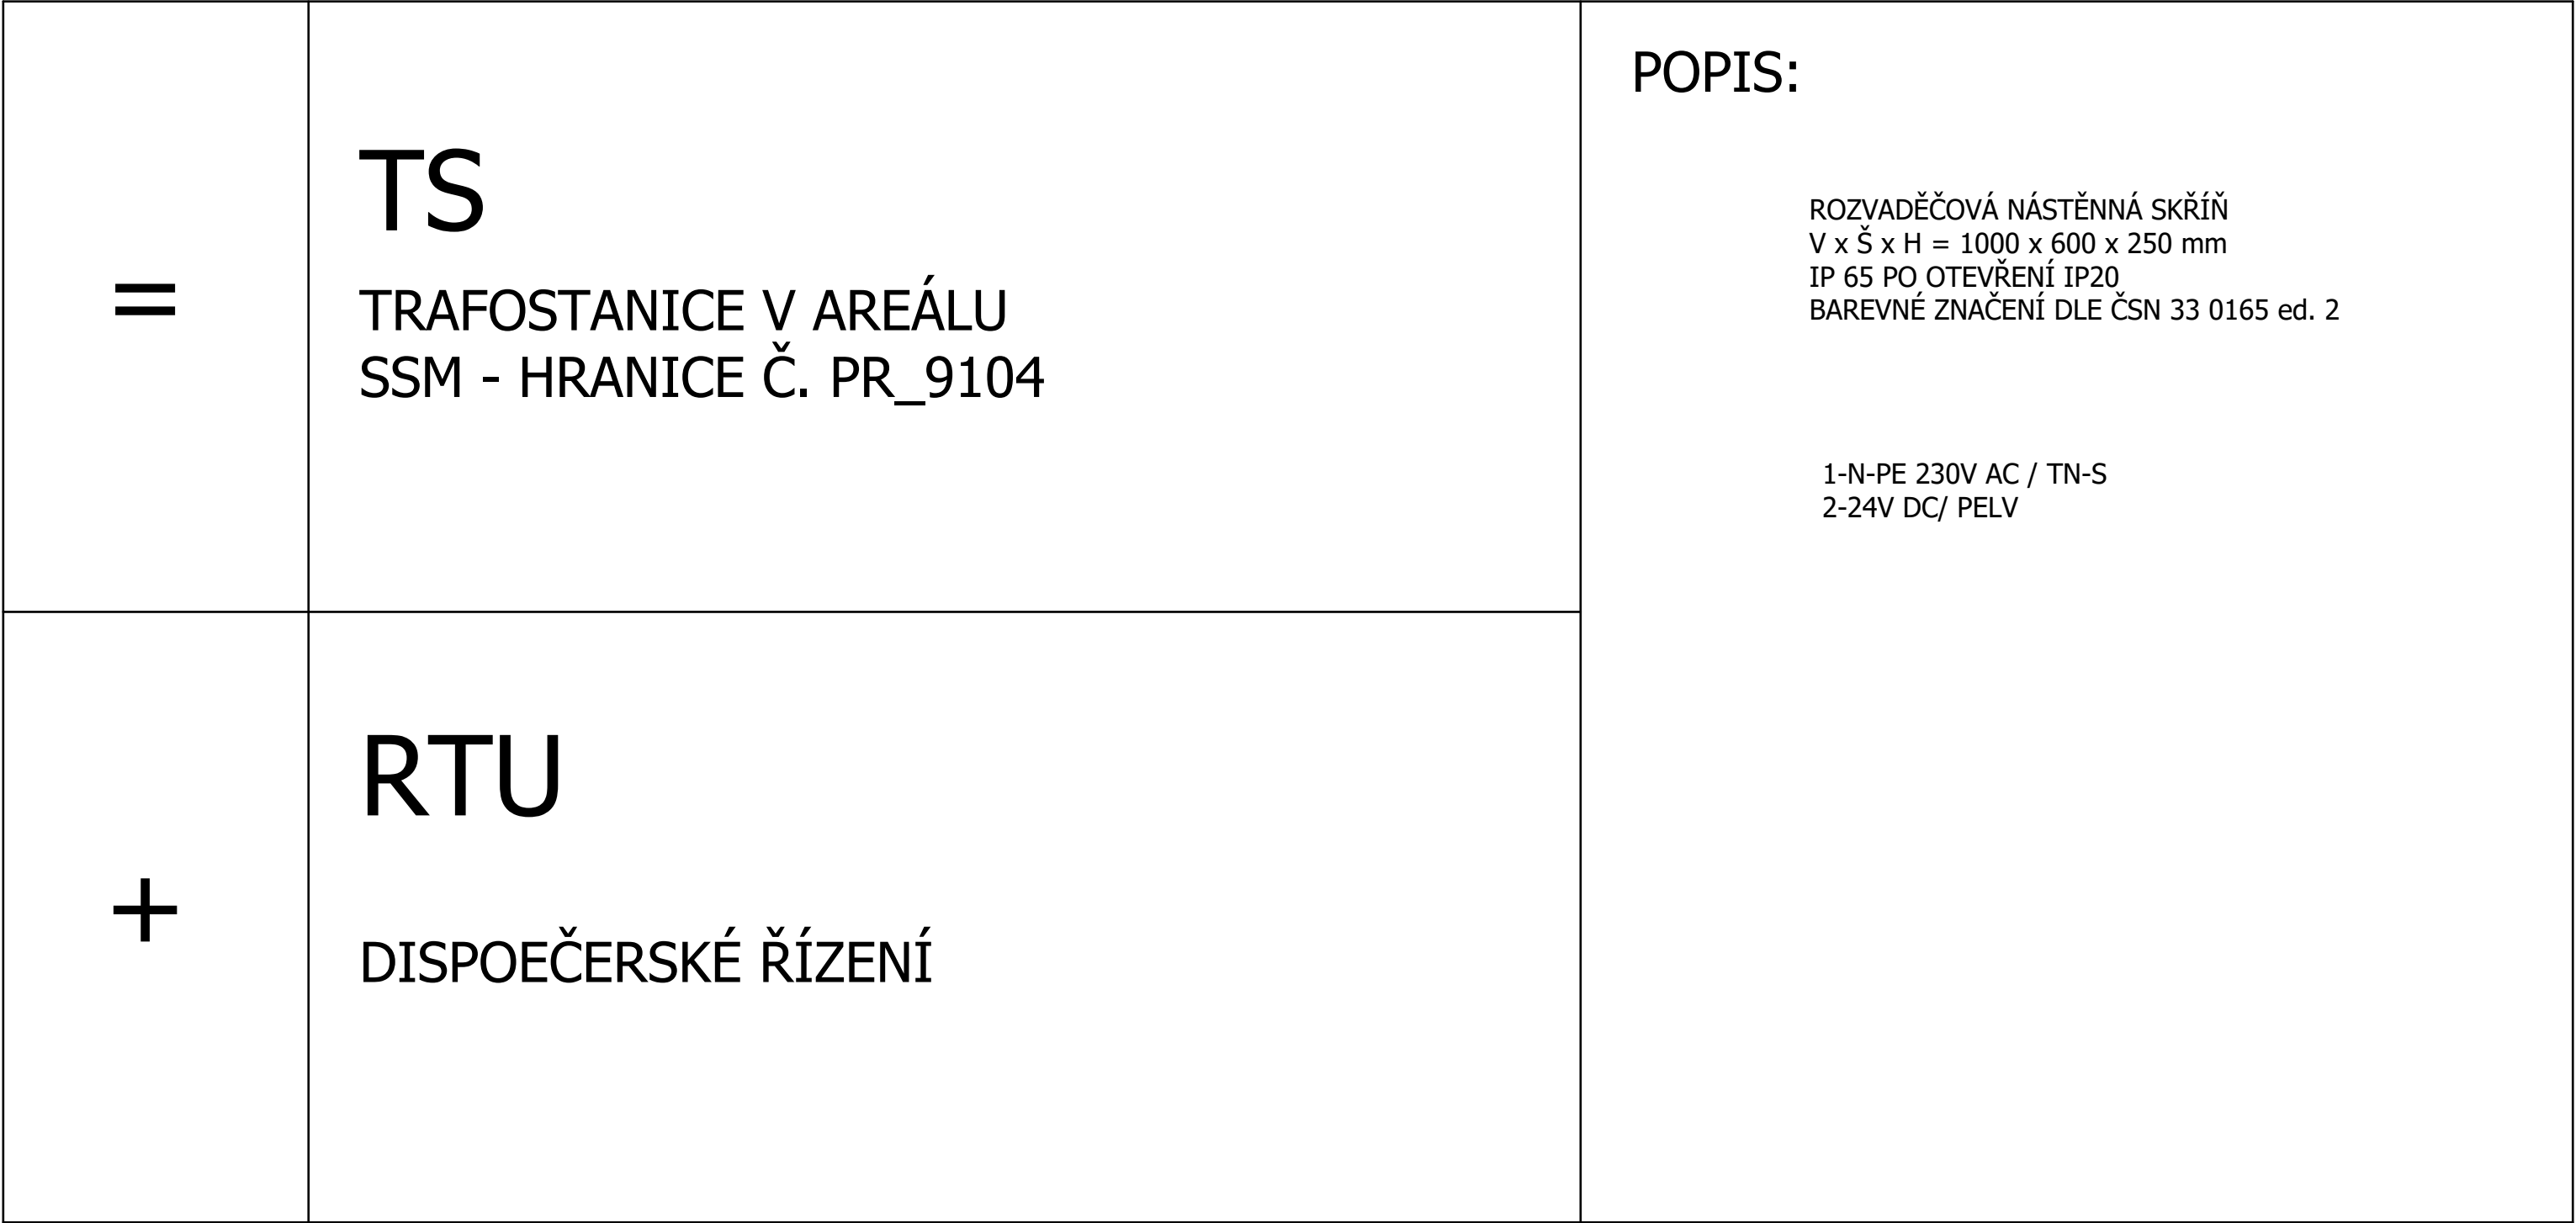 =
TS
TRAFOSTANICE V AREÁLU
SSM - HRANICE Č. PR_9104
+
RTU
DISPOEČERSKÉ ŘÍZENÍ
POPIS:
ROZVADĚČOVÁ NÁSTĚNNÁ SKŘÍŇ
V x Š x H = 1000 x 600 x 250 mm
IP 65 PO OTEVŘENÍ IP20
BAREVNÉ ZNAČENÍ DLE ČSN 33 0165 ed. 2
1-N-PE 230V AC / TN-S
2-24V DC/ PELV